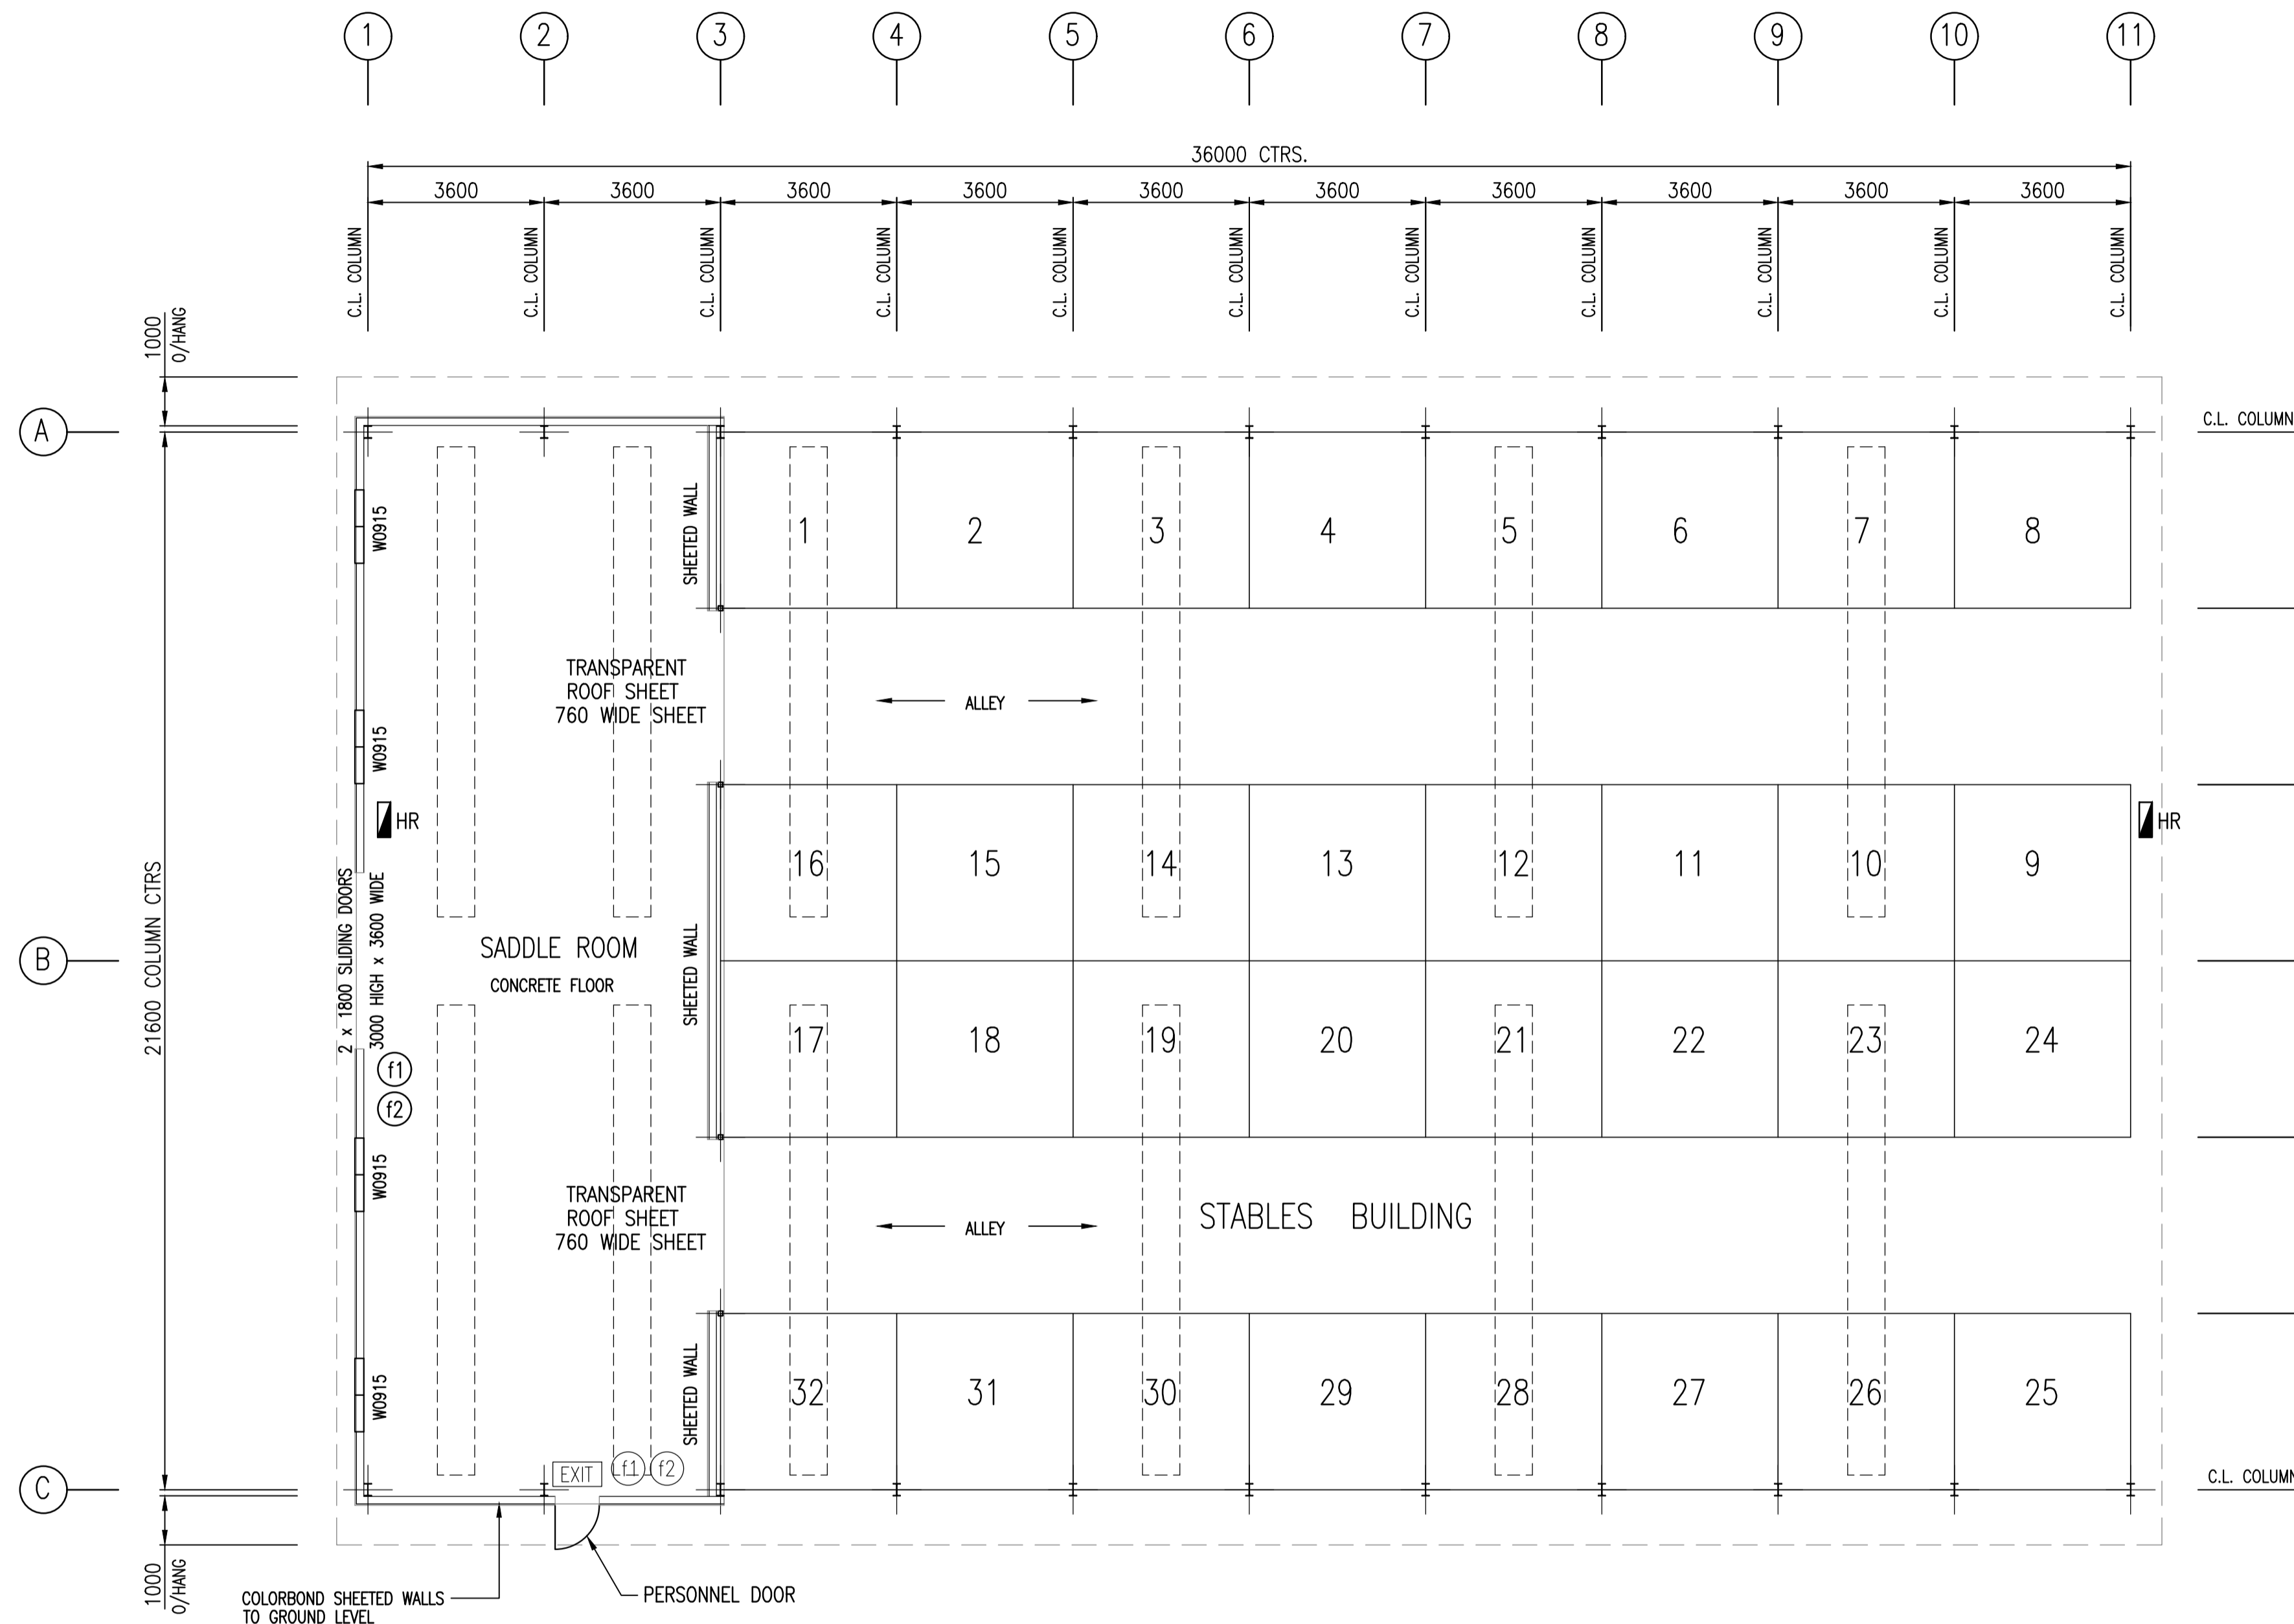 1 2 3 4 5 6 7 8 9 10 11
36000 CTRS.
3600 3600 3600 3600 3600 3600 3600 3600 3600 3600
C.L. COLUMN C.L. COLUMN C.L. COLUMN C.L. COLUMN C.L. COLUMN C.L. COLUMN C.L. COLUMN C.L. COLUMN C.L. COLUMN C.L. COLUMN C.L. COLUMN
1000
O/HANG
A
C.L. COLUMN
W0915
SHEETED WALL
1 2 3 4 5 6 7 8
TRANSPARENT
ROOF SHEET
760 WIDE SHEET
ALLEY
W0915
HR
HR
21600 COLUMN CTRS
2 x 1800 SLIDING DOORS
3000 HIGH x 3600 WIDE
16 15 14 13 12 11 10 9
B
SADDLE ROOM
CONCRETE FLOOR
SHEETED WALL
17 18 19 20 21 22 23 24
f1
f2
W0915
TRANSPARENT
ROOF SHEET
760 WIDE SHEET
ALLEY
STABLES BUILDING
W0915
SHEETED WALL
32 31 30 29 28 27 26 25
EXIT f1 f2
C
C.L. COLUMN
1000
O/HANG
COLORBOND SHEETED WALLS
TO GROUND LEVEL
PERSONNEL DOOR